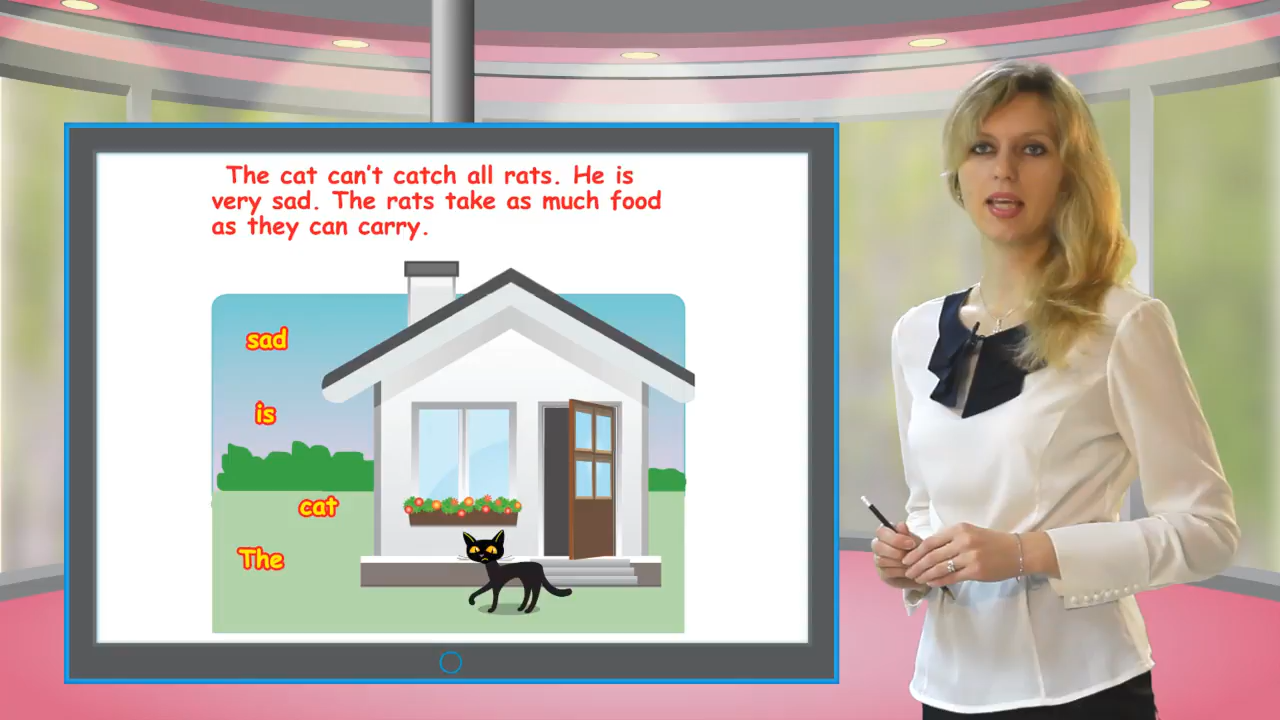 The cat can't catch all rats. He is
very sad. The rats take as much food
as they can carry.
sad
is
cat
The